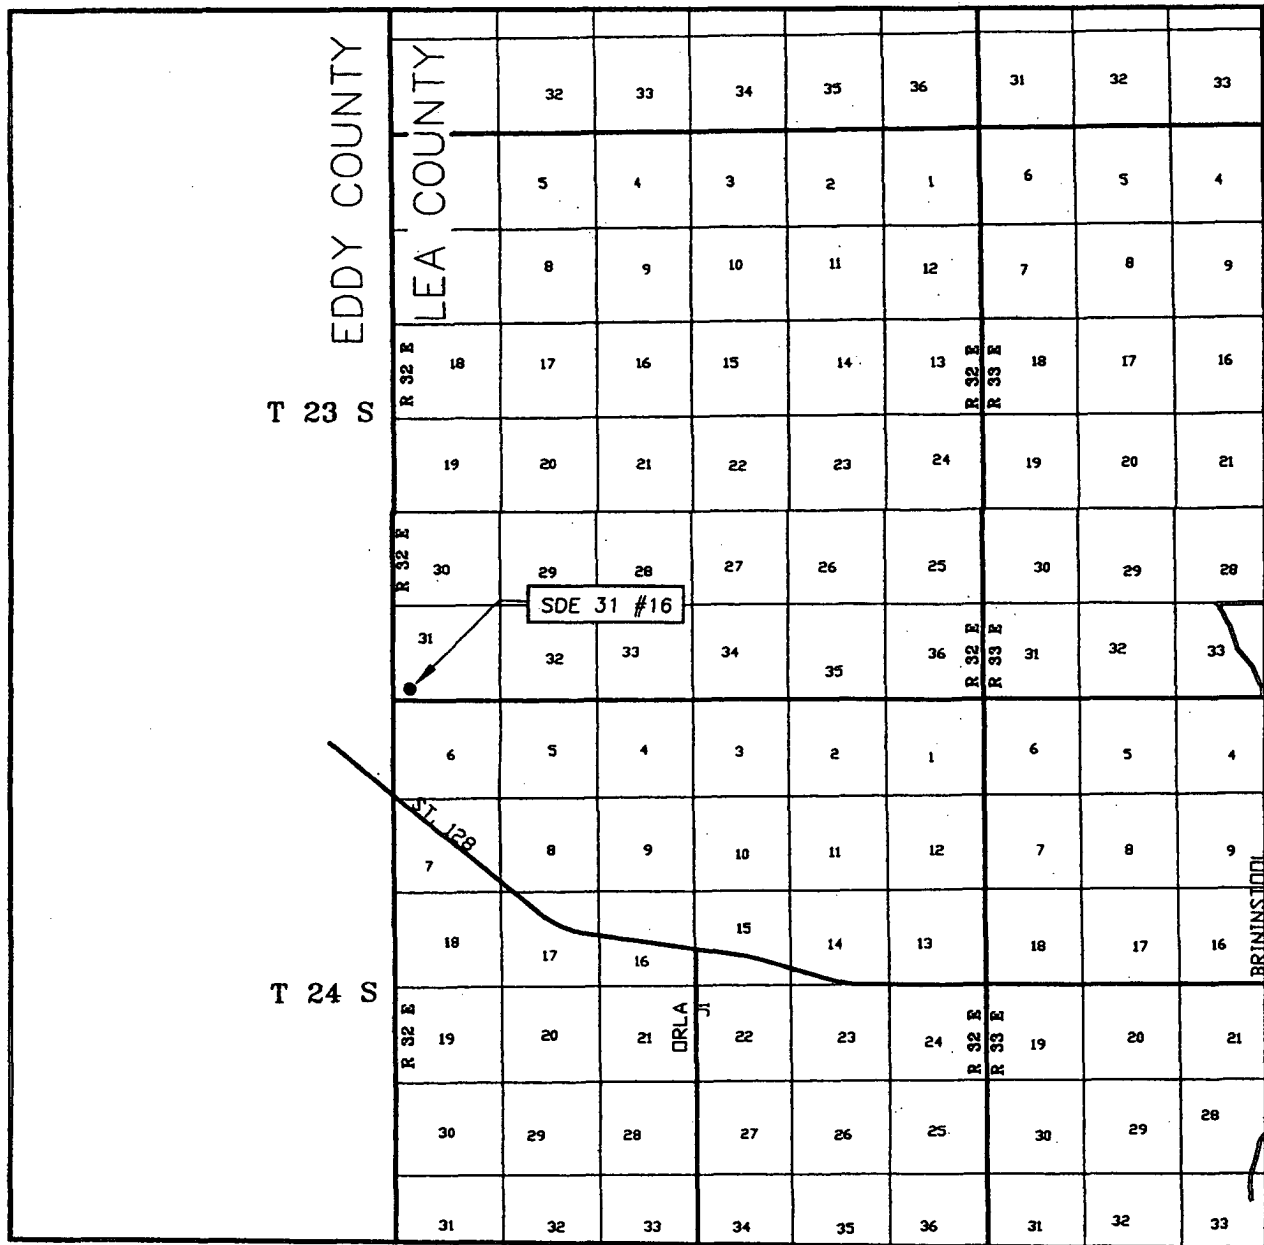 EDDY COUNTY
LEA COUNTY
32 33 34 35 36 31 32 33
5 4 3 2 1 6 5 4
8 9 10 11 12 7 8 9
R 32 E
18 17 16 15 14 13
R 32 E
R 33 E
18 17 16
T 23 S
19 20 21 22 23 24 19 20 21
R 32 E
30 29 28 27 26 25 30 29 28
SDE 31 #16
31 32 33 34 35 36
R 32 E
R 33 E
31 32 33
6 5 4 3 2 1 6 5 4
ST. 128
7 8 9 10 11 12 7 8 9
BRININSTOOL
18 17 16 15 14 13 18 17 16
T 24 S
R 32 E
19 20 21
ORLA
J1
22 23 24
R 32 E
R 33 E
19 20 21
30 29 28 27 26 25 30 29 28
31 32 33 34 35 36 31 32 33